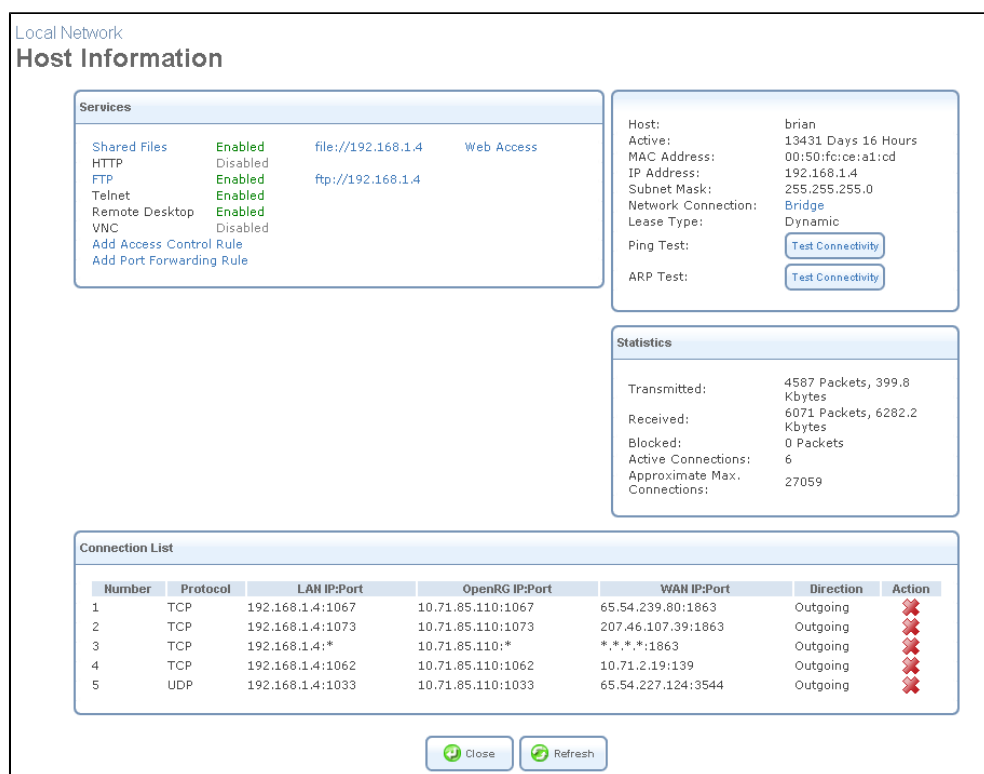 Local Network
Host Information
Services
Shared Files Enabled file://192.168.1.4 Web Access
HTTP Disabled
FTP Enabled ftp://192.168.1.4
Telnet Enabled
Remote Desktop Enabled
VNC Disabled
Add Access Control Rule
Add Port Forwarding Rule
Host: brian
Active: 13431 Days 16 Hours
MAC Address: 00:50:fc:ce:a1:cd
IP Address: 192.168.1.4
Subnet Mask: 255.255.255.0
Network Connection: Bridge
Lease Type: Dynamic
Ping Test: Test Connectivity
ARP Test: Test Connectivity
Statistics
Transmitted: 4587 Packets, 399.8
Kbytes
Received: 6071 Packets, 6282.2
Kbytes
Blocked: 0 Packets
Active Connections: 6
Approximate Max.
Connections: 27059
Connection List
Number Protocol LAN IP:Port OpenRG IP:Port WAN IP:Port Direction Action
1 TCP 192.168.1.4:1067 10.71.85.110:1067 65.54.239.80:1863 Outgoing
2 TCP 192.168.1.4:1073 10.71.85.110:1073 207.46.107.39:1863 Outgoing
3 TCP 192.168.1.4:* 10.71.85.110:* *.*.*.*:1863 Outgoing
4 TCP 192.168.1.4:1062 10.71.85.110:1062 10.71.2.19:139 Outgoing
5 UDP 192.168.1.4:1033 10.71.85.110:1033 65.54.227.124:3544 Outgoing
Close Refresh